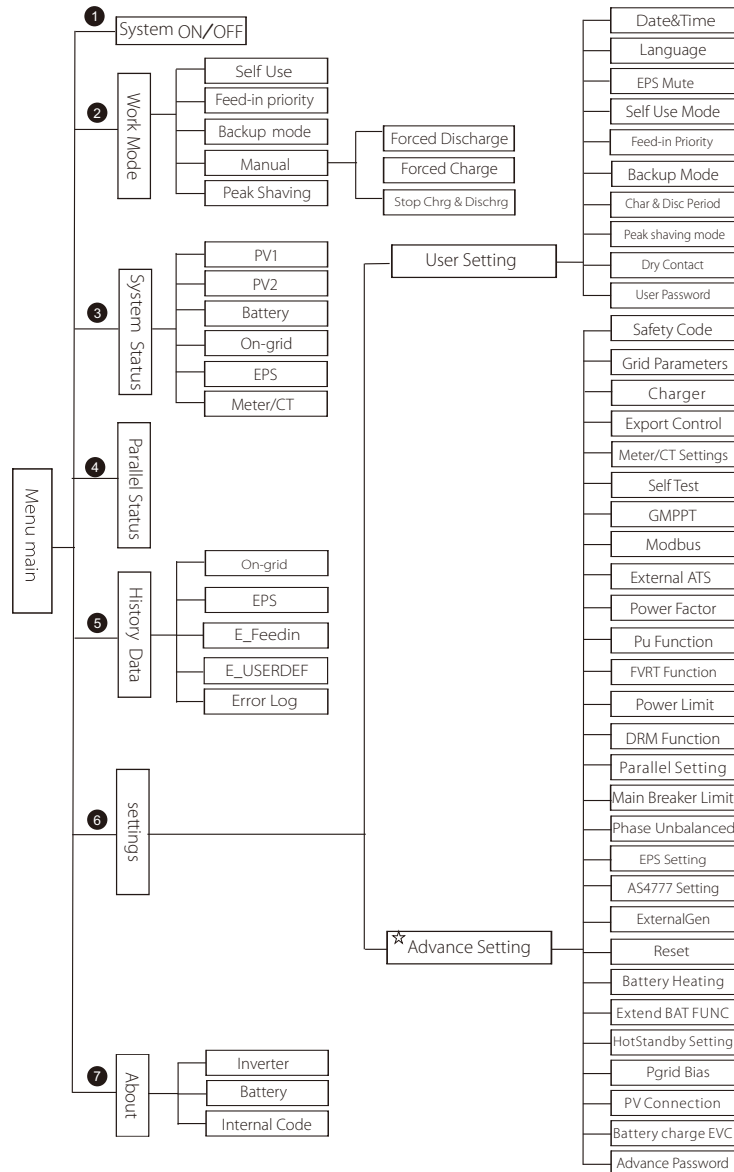 Menu main
1
System ON/OFF
2
Work Mode
Self Use
Feed-in priority
Backup mode
Manual
Peak Shaving
Forced Discharge
Forced Charge
Stop Chrg & Dischrg
3
System Status
PV1
PV2
Battery
On-grid
EPS
Meter/CT
4
Parallel Status
5
History Data
On-grid
EPS
E_Feedin
E_USERDEF
Error Log
6
settings
User Setting
Date&Time
Language
EPS Mute
Self Use Mode
Feed-in Priority
Backup Mode
Char & Disc Period
Peak shaving mode
Dry Contact
User Password
☆Advance Setting
Safety Code
Grid Parameters
Charger
Export Control
Meter/CT Settings
Self Test
GMPPT
Modbus
External ATS
Power Factor
Pu Function
FVRT Function
Power Limit
DRM Function
Parallel Setting
Main Breaker Limit
Phase Unbalanced
EPS Setting
AS4777 Setting
ExternalGen
Reset
Battery Heating
Extend BAT FUNC
HotStandby Setting
Pgrid Bias
PV Connection
Battery charge EVC
Advance Password
7
About
Inverter
Battery
Internal Code